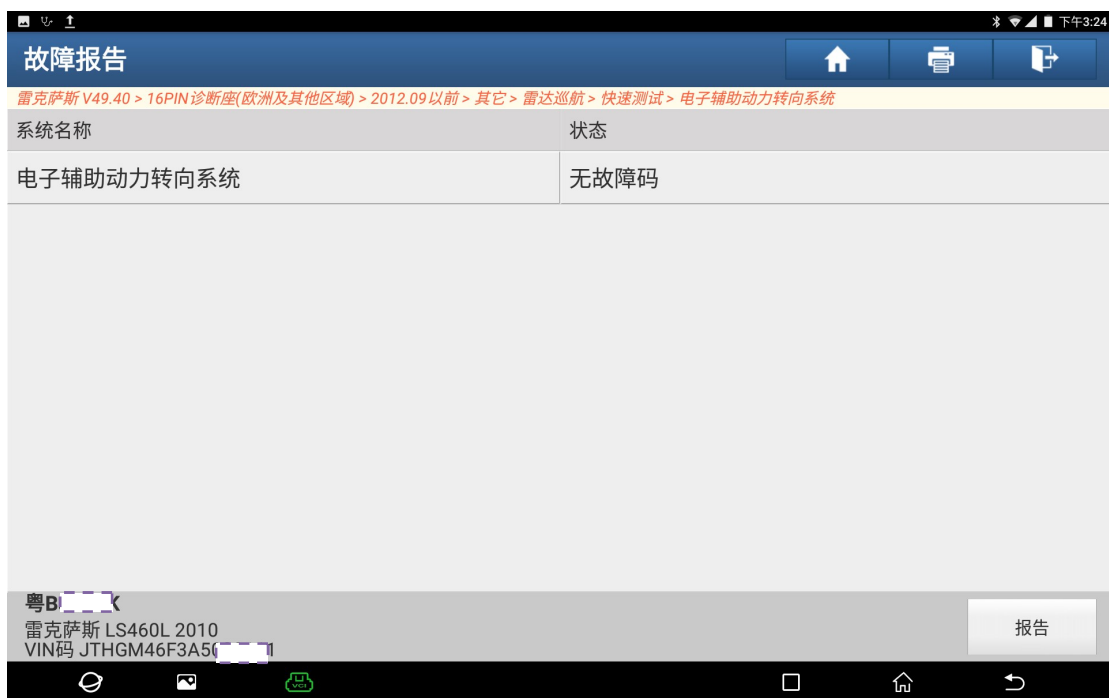 下午3:24
故障报告
雷克萨斯 V49.40 > 16PIN诊断座(欧洲及其他区域) > 2012.09以前 > 其它 > 雷达巡航 > 快速测试 > 电子辅助动力转向系统
系统名称 状态
电子辅助动力转向系统 无故障码
粤B K
雷克萨斯 LS460L 2010
VIN码 JTHGM46F3A50 1
报告
VCI